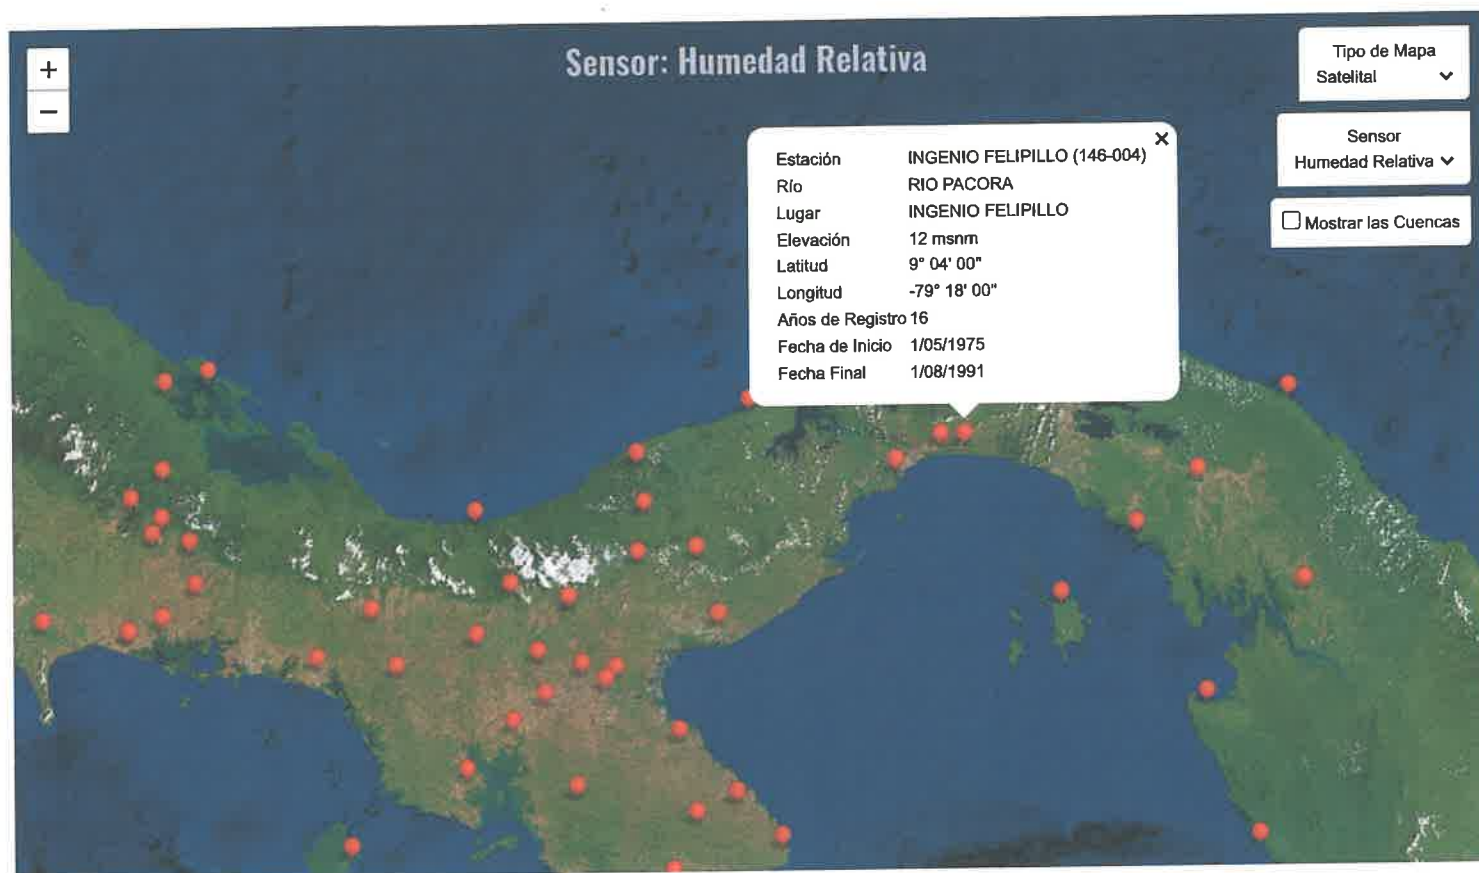 +
−
Sensor: Humedad Relativa
Tipo de Mapa
Satelital
Sensor
Humedad Relativa
Mostrar las Cuencas
×
Estación INGENIO FELIPILLO (146-004)
Río RIO PACORA
Lugar INGENIO FELIPILLO
Elevación 12 msnm
Latitud 9° 04' 00"
Longitud -79° 18' 00"
Años de Registro 16
Fecha de Inicio 1/05/1975
Fecha Final 1/08/1991